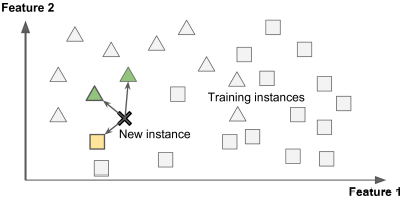 Feature 2
Training instances
New instance
Feature 1